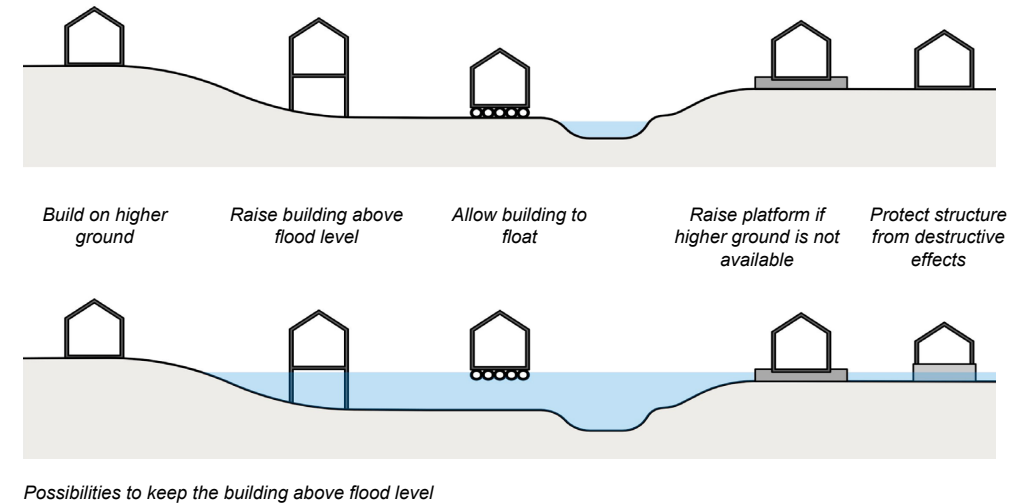 Build on higher
ground
Raise building above
flood level
Allow building to
float
Raise platform if
higher ground is not
available
Protect structure
from destructive
effects
Possibilities to keep the building above flood level